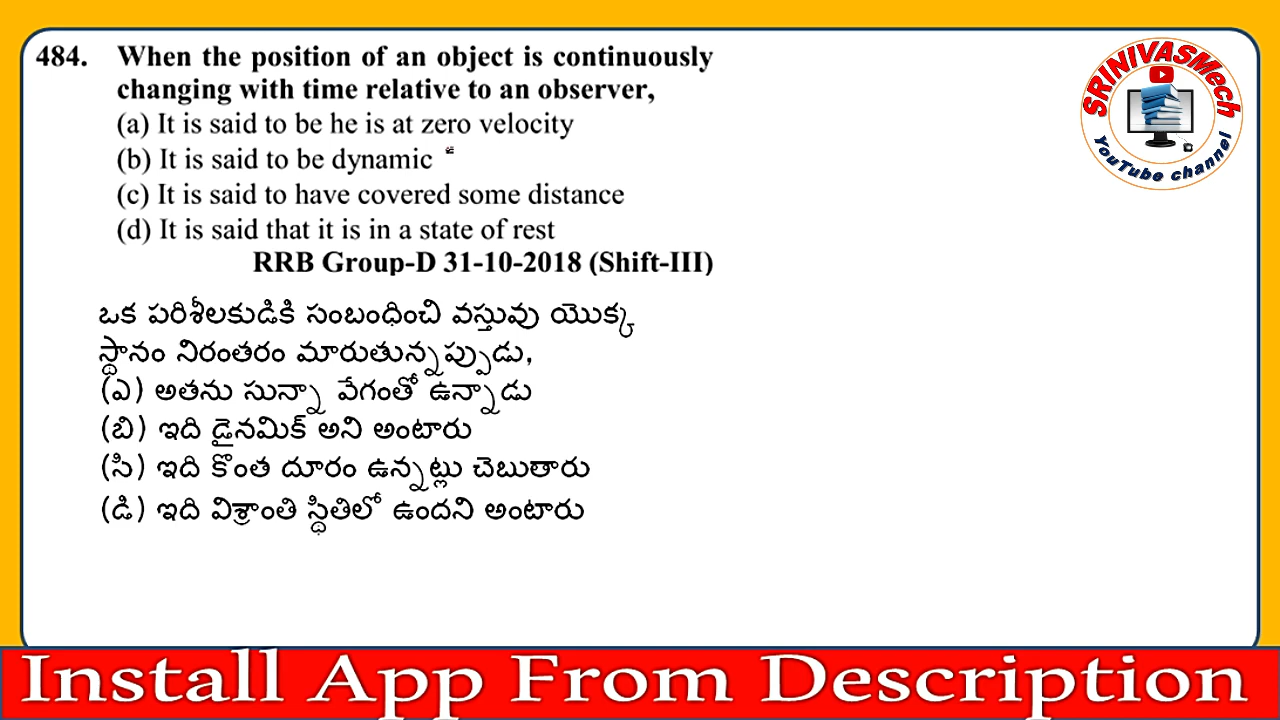 484. When the position of an object is continuously
changing with time relative to an observer,
(a) It is said to be he is at zero velocity
(b) It is said to be dynamic
(c) It is said to have covered some distance
(d) It is said that it is in a state of rest
RRB Group-D 31-10-2018 (Shift-III)
ఒక పరిశీలకుడికి సంబంధించి వస్తువు యొక్క
స్థానం నిరంతరం మారుతున్నప్పుడు,
(ఏ) అతను సున్నా వేగంతో ఉన్నాడు
(బి) ఇది డైనమిక్ అని అంటారు
(సి) ఇది కొంత దూరం ఉన్నట్లు చెబుతారు
(డి) ఇది విశ్రాంతి స్థితిలో ఉందని అంటారు
SRINIVASMech
YouTube channel
Install App From Description